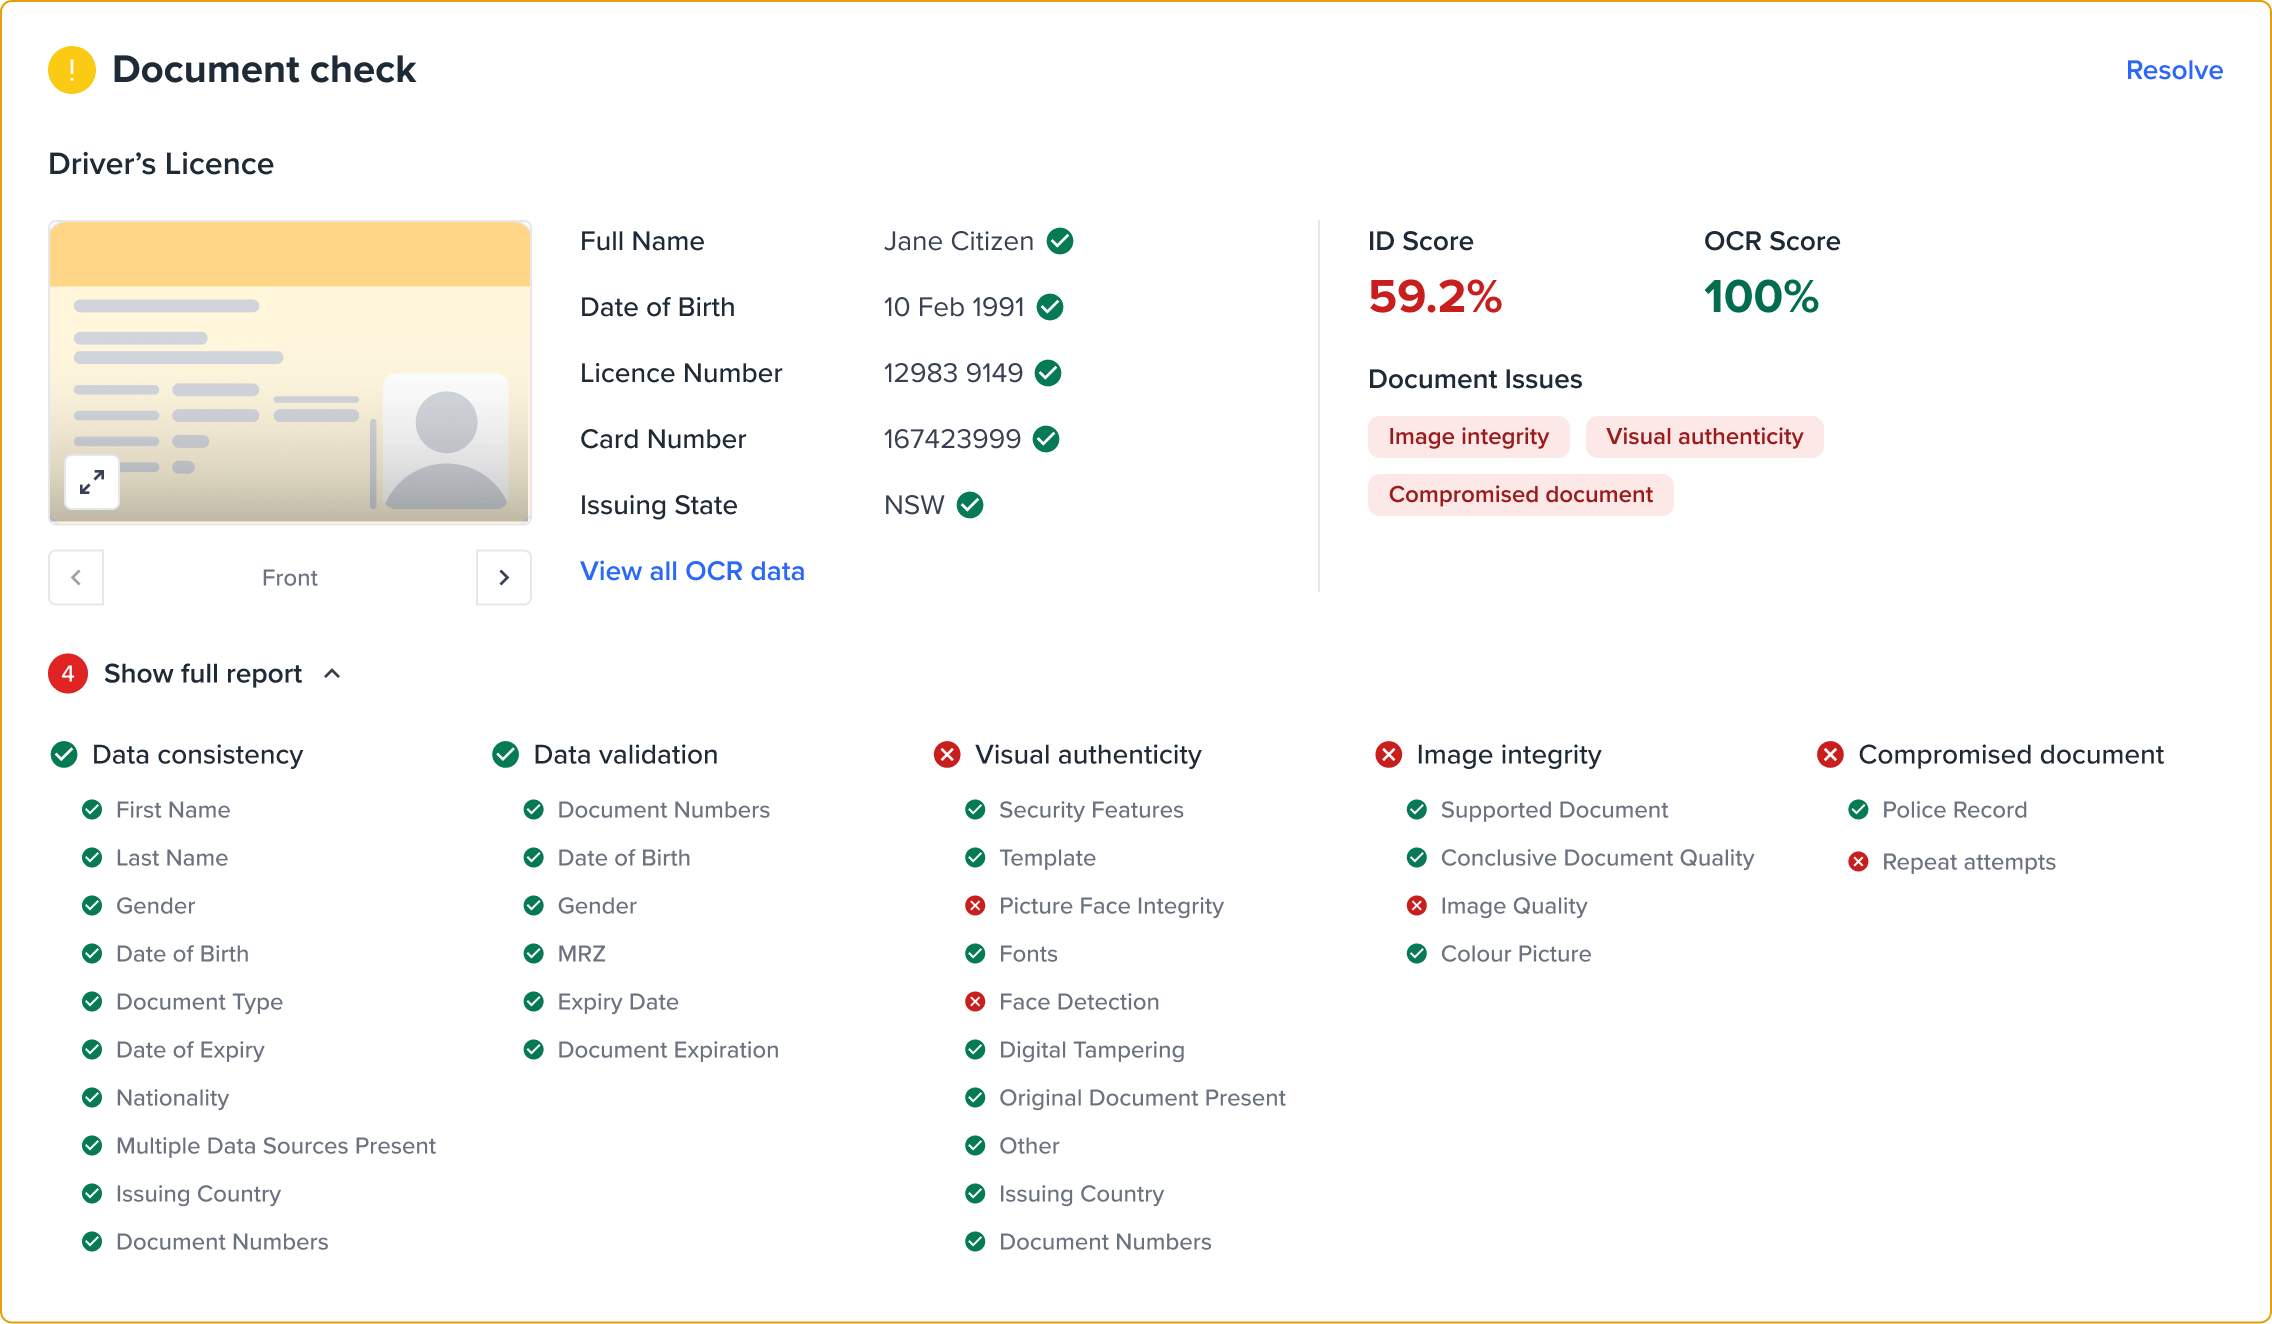 ! Document check
Resolve
Driver’s Licence
Full Name Jane Citizen
Date of Birth 10 Feb 1991
Licence Number 12983 9149
Card Number 167423999
Issuing State NSW
View all OCR data
Front
ID Score
59.2%
OCR Score
100%
Document Issues
Image integrity Visual authenticity
Compromised document
4 Show full report
Data consistency
First Name
Last Name
Gender
Date of Birth
Document Type
Date of Expiry
Nationality
Multiple Data Sources Present
Issuing Country
Document Numbers
Data validation
Document Numbers
Date of Birth
Gender
MRZ
Expiry Date
Document Expiration
Visual authenticity
Security Features
Template
Picture Face Integrity
Fonts
Face Detection
Digital Tampering
Original Document Present
Other
Issuing Country
Document Numbers
Image integrity
Supported Document
Conclusive Document Quality
Image Quality
Colour Picture
Compromised document
Police Record
Repeat attempts